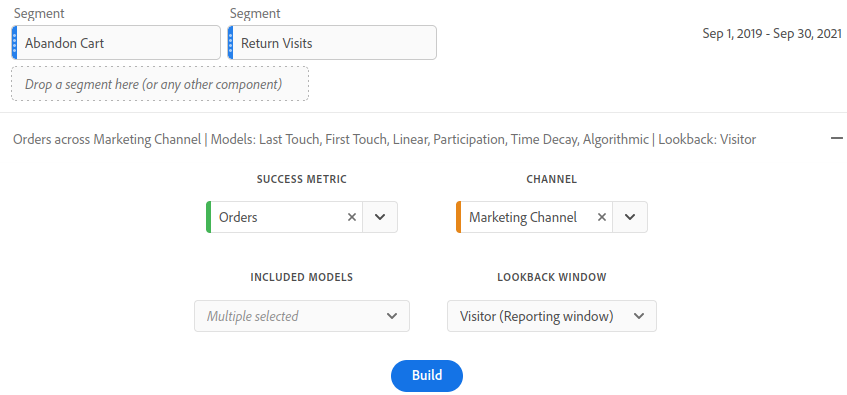 Segment Segment
Abandon Cart Return Visits
Sep 1, 2019 - Sep 30, 2021
Drop a segment here (or any other component)
Orders across Marketing Channel | Models: Last Touch, First Touch, Linear, Participation, Time Decay, Algorithmic | Lookback: Visitor
SUCCESS METRIC CHANNEL
Orders Marketing Channel
INCLUDED MODELS LOOKBACK WINDOW
Multiple selected Visitor (Reporting window)
Build